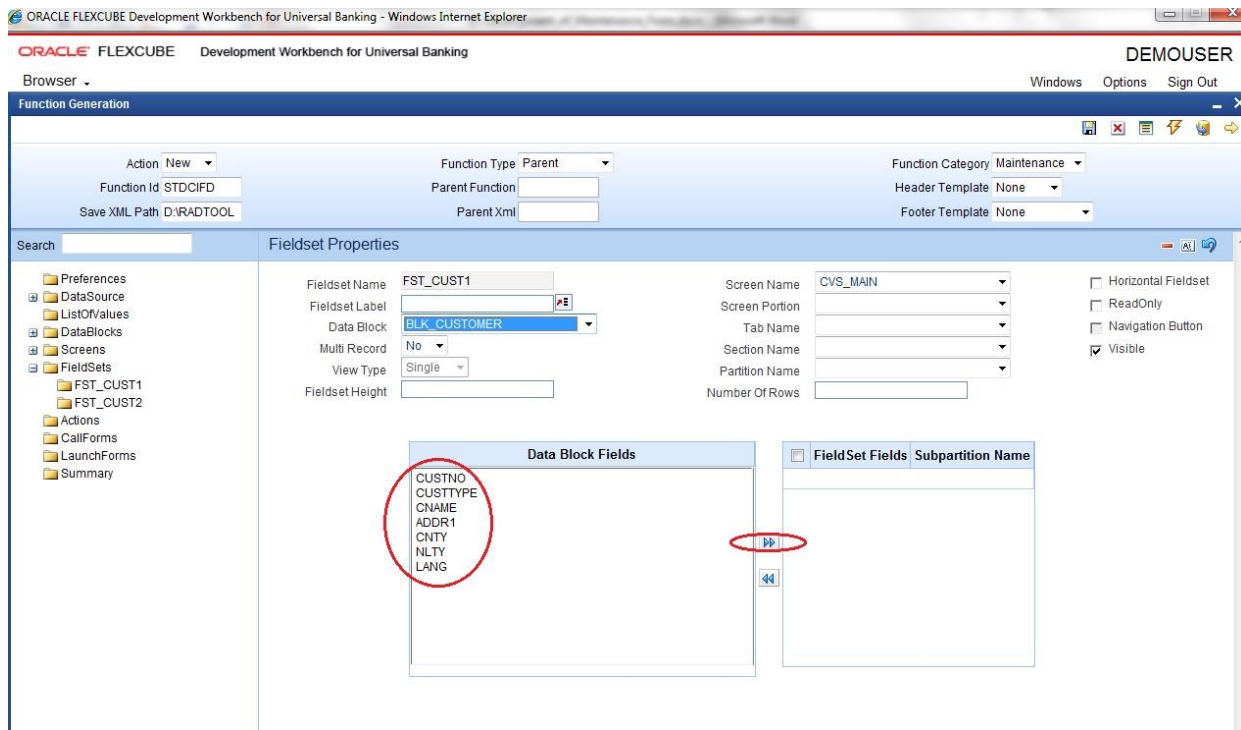 ORACLE FLEXCUBE Development Workbench for Universal Banking - Windows Internet Explorer
ORACLE FLEXCUBE Development Workbench for Universal Banking
DEMOUSER
Browser
Windows Options Sign Out
Function Generation
Action New Function Type Parent Function Category Maintenance
Function Id STDCIFD Parent Function Header Template None
Save XML Path D:\RADTOOL Parent Xml Footer Template None
Search
Fieldset Properties
Preferences
DataSource
ListOfValues
DataBlocks
Screens
FieldSets
FST_CUST1
FST_CUST2
Actions
CallForms
LaunchForms
Summary
Fieldset Name FST_CUST1 Screen Name CVS_MAIN Horizontal Fieldset
Fieldset Label Screen Portion ReadOnly
Data Block BLK_CUSTOMER Tab Name Navigation Button
Multi Record No Section Name Visible
View Type Single Partition Name
Fieldset Height Number Of Rows
Data Block Fields
CUSTNO
CUSTTYPE
CNAME
ADDR1
CNTY
NLTY
LANG
FieldSet Fields Subpartition Name